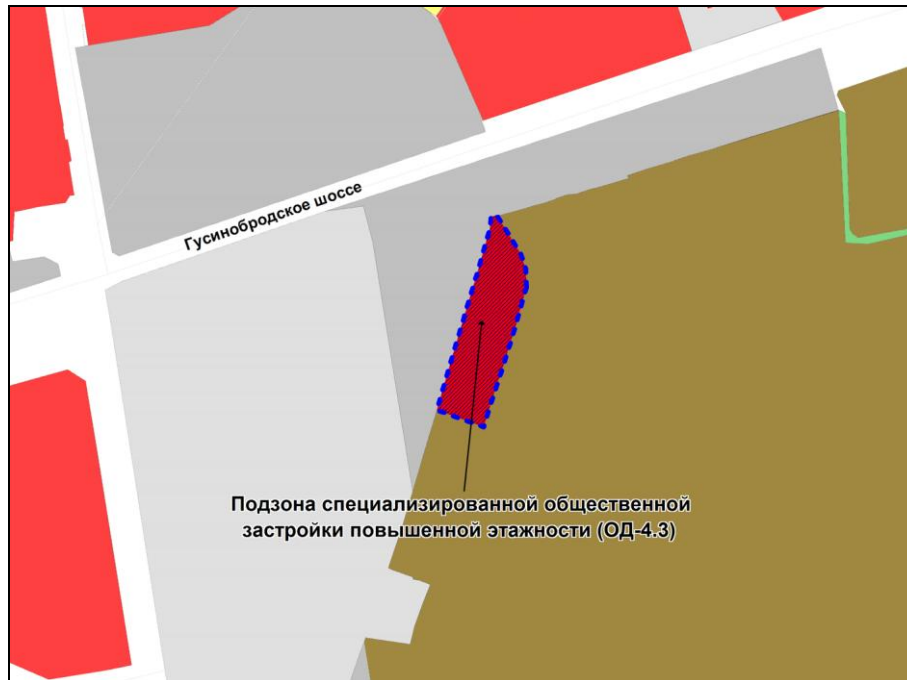 Гусинобродское шоссе
Подзона специализированной общественной
застройки повышенной этажности (ОД-4.3)